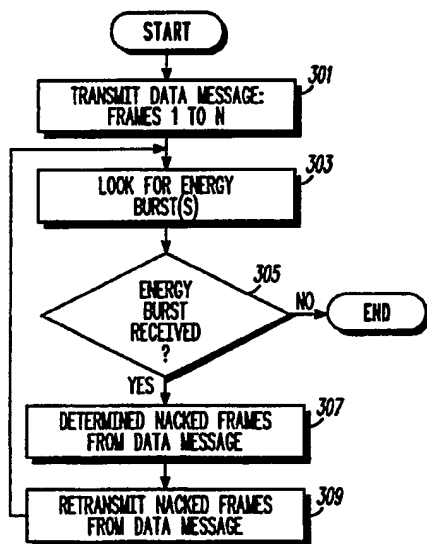 START
301
TRANSMIT DATA MESSAGE:
FRAMES 1 TO N
303
LOOK FOR ENERGY
BURST(S)
305
ENERGY
BURST
RECEIVED
?
NO
END
YES
307
DETERMINED NACKED FRAMES
FROM DATA MESSAGE
309
RETRANSMIT NACKED FRAMES
FROM DATA MESSAGE